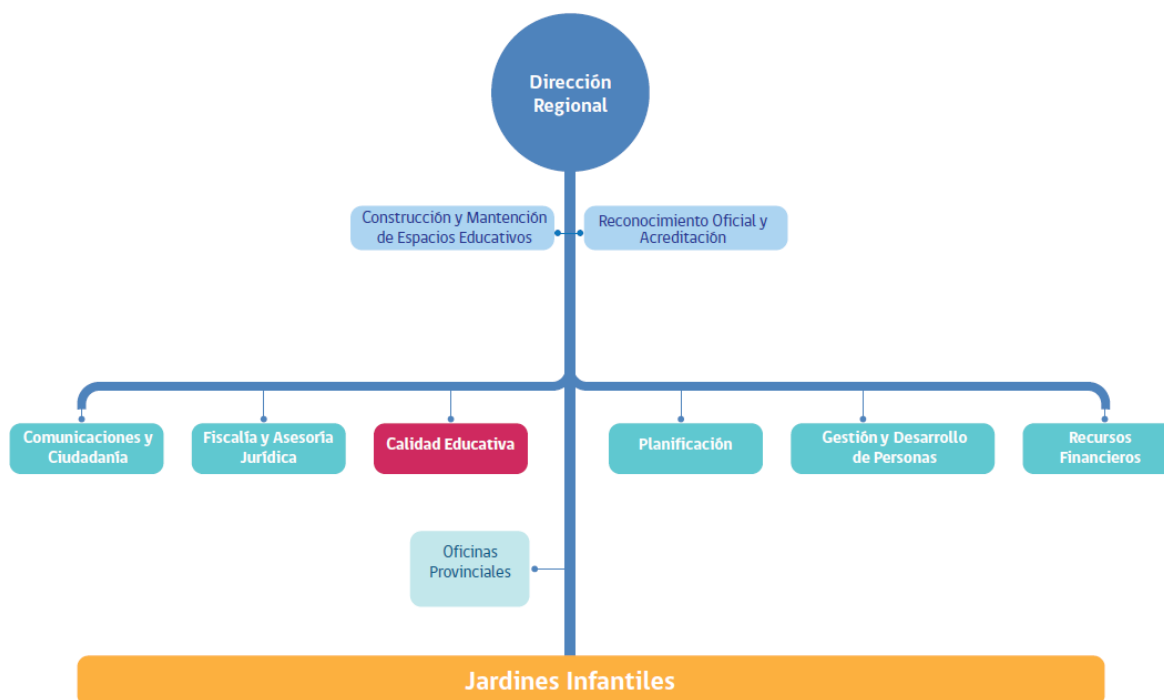 Dirección
Regional
Construcción y Mantención
de Espacios Educativos
Reconocimiento Oficial y
Acreditación
Comunicaciones y
Ciudadanía
Fiscalía y Asesoría
Jurídica
Calidad Educativa
Planificación
Gestión y Desarrollo
de Personas
Recursos
Financieros
Oficinas
Provinciales
Jardines Infantiles